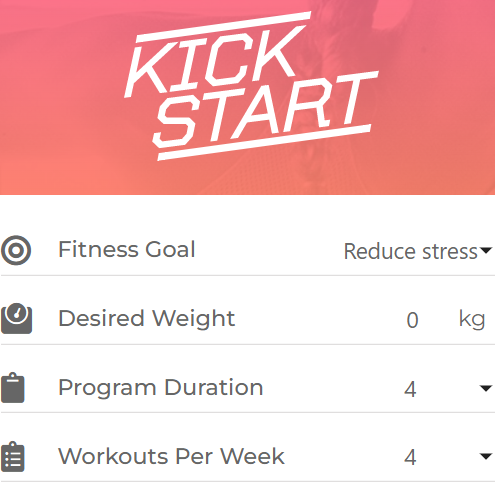 KICK
START
Fitness Goal Reduce stress
Desired Weight 0 kg
Program Duration 4
Workouts Per Week 4